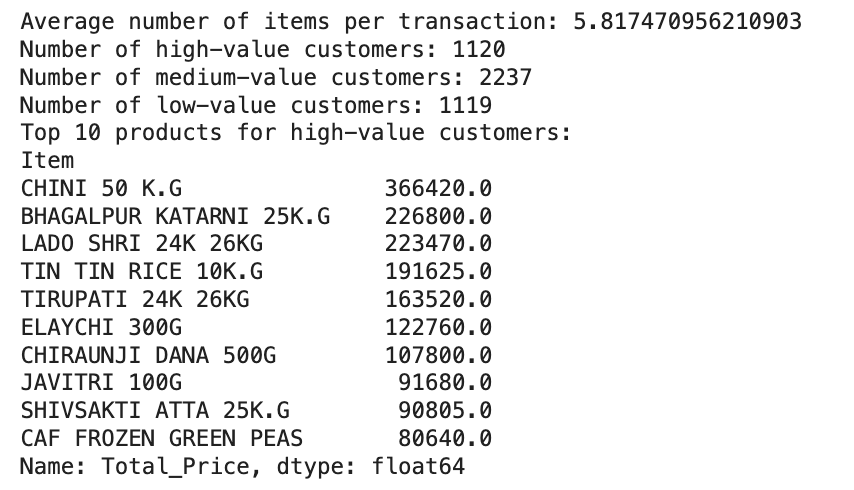 Average number of items per transaction: 5.817470956210903
Number of high-value customers: 1120
Number of medium-value customers: 2237
Number of low-value customers: 1119
Top 10 products for high-value customers:
Item
CHINI 50 K.G                366420.0
BHAGALPUR KATARNI 25K.G     226800.0
LADO SHRI 24K 26KG          223470.0
TIN TIN RICE 10K.G          191625.0
TIRUPATI 24K 26KG           163520.0
ELAYCHI 300G                122760.0
CHIRAUNJI DANA 500G         107800.0
JAVITRI 100G                 91680.0
SHIVSAKTI ATTA 25K.G         90805.0
CAF FROZEN GREEN PEAS        80640.0
Name: Total_Price, dtype: float64